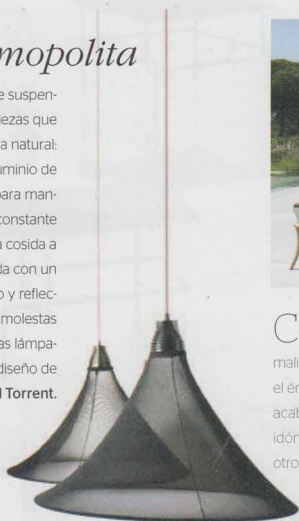 mopolita
e suspen-
iezas que
a natural:
uminio de
para man-
constante
a cosida a
da con un
o y reflec-
molestas
as lámpa-
diseño de
l Torrent.
C
mali
el én
acab
idón
otro